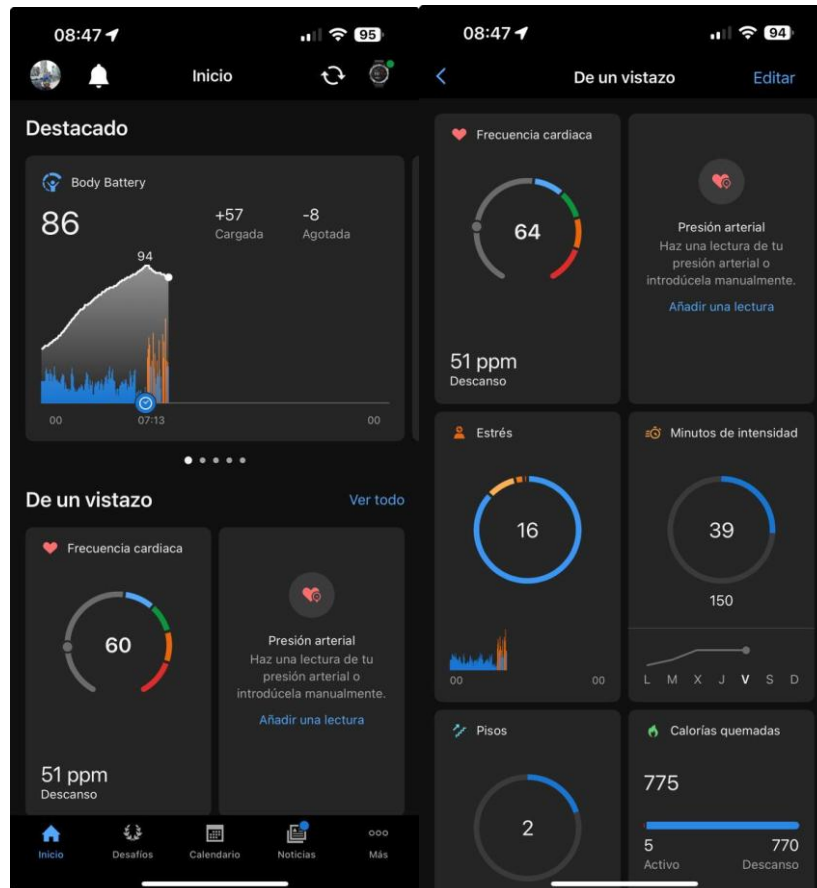 08:47
95
Inicio
Destacado
Body Battery
86
+57
Cargada
-8
Agotada
94
00
07:13
00
De un vistazo
Ver todo
Frecuencia cardiaca
60
51 ppm
Descanso
Presión arterial
Haz una lectura de tu
presión arterial o
introdúcela manualmente.
Añadir una lectura
Inicio
Desafíos
Calendario
Noticias
Más
08:47
94
De un vistazo
Editar
Frecuencia cardiaca
64
51 ppm
Descanso
Presión arterial
Haz una lectura de tu
presión arterial o
introdúcela manualmente.
Añadir una lectura
Estrés
16
00
00
Minutos de intensidad
39
150
L M X J V S D
Pisos
2
Calorías quemadas
775
5
Activo
770
Descanso